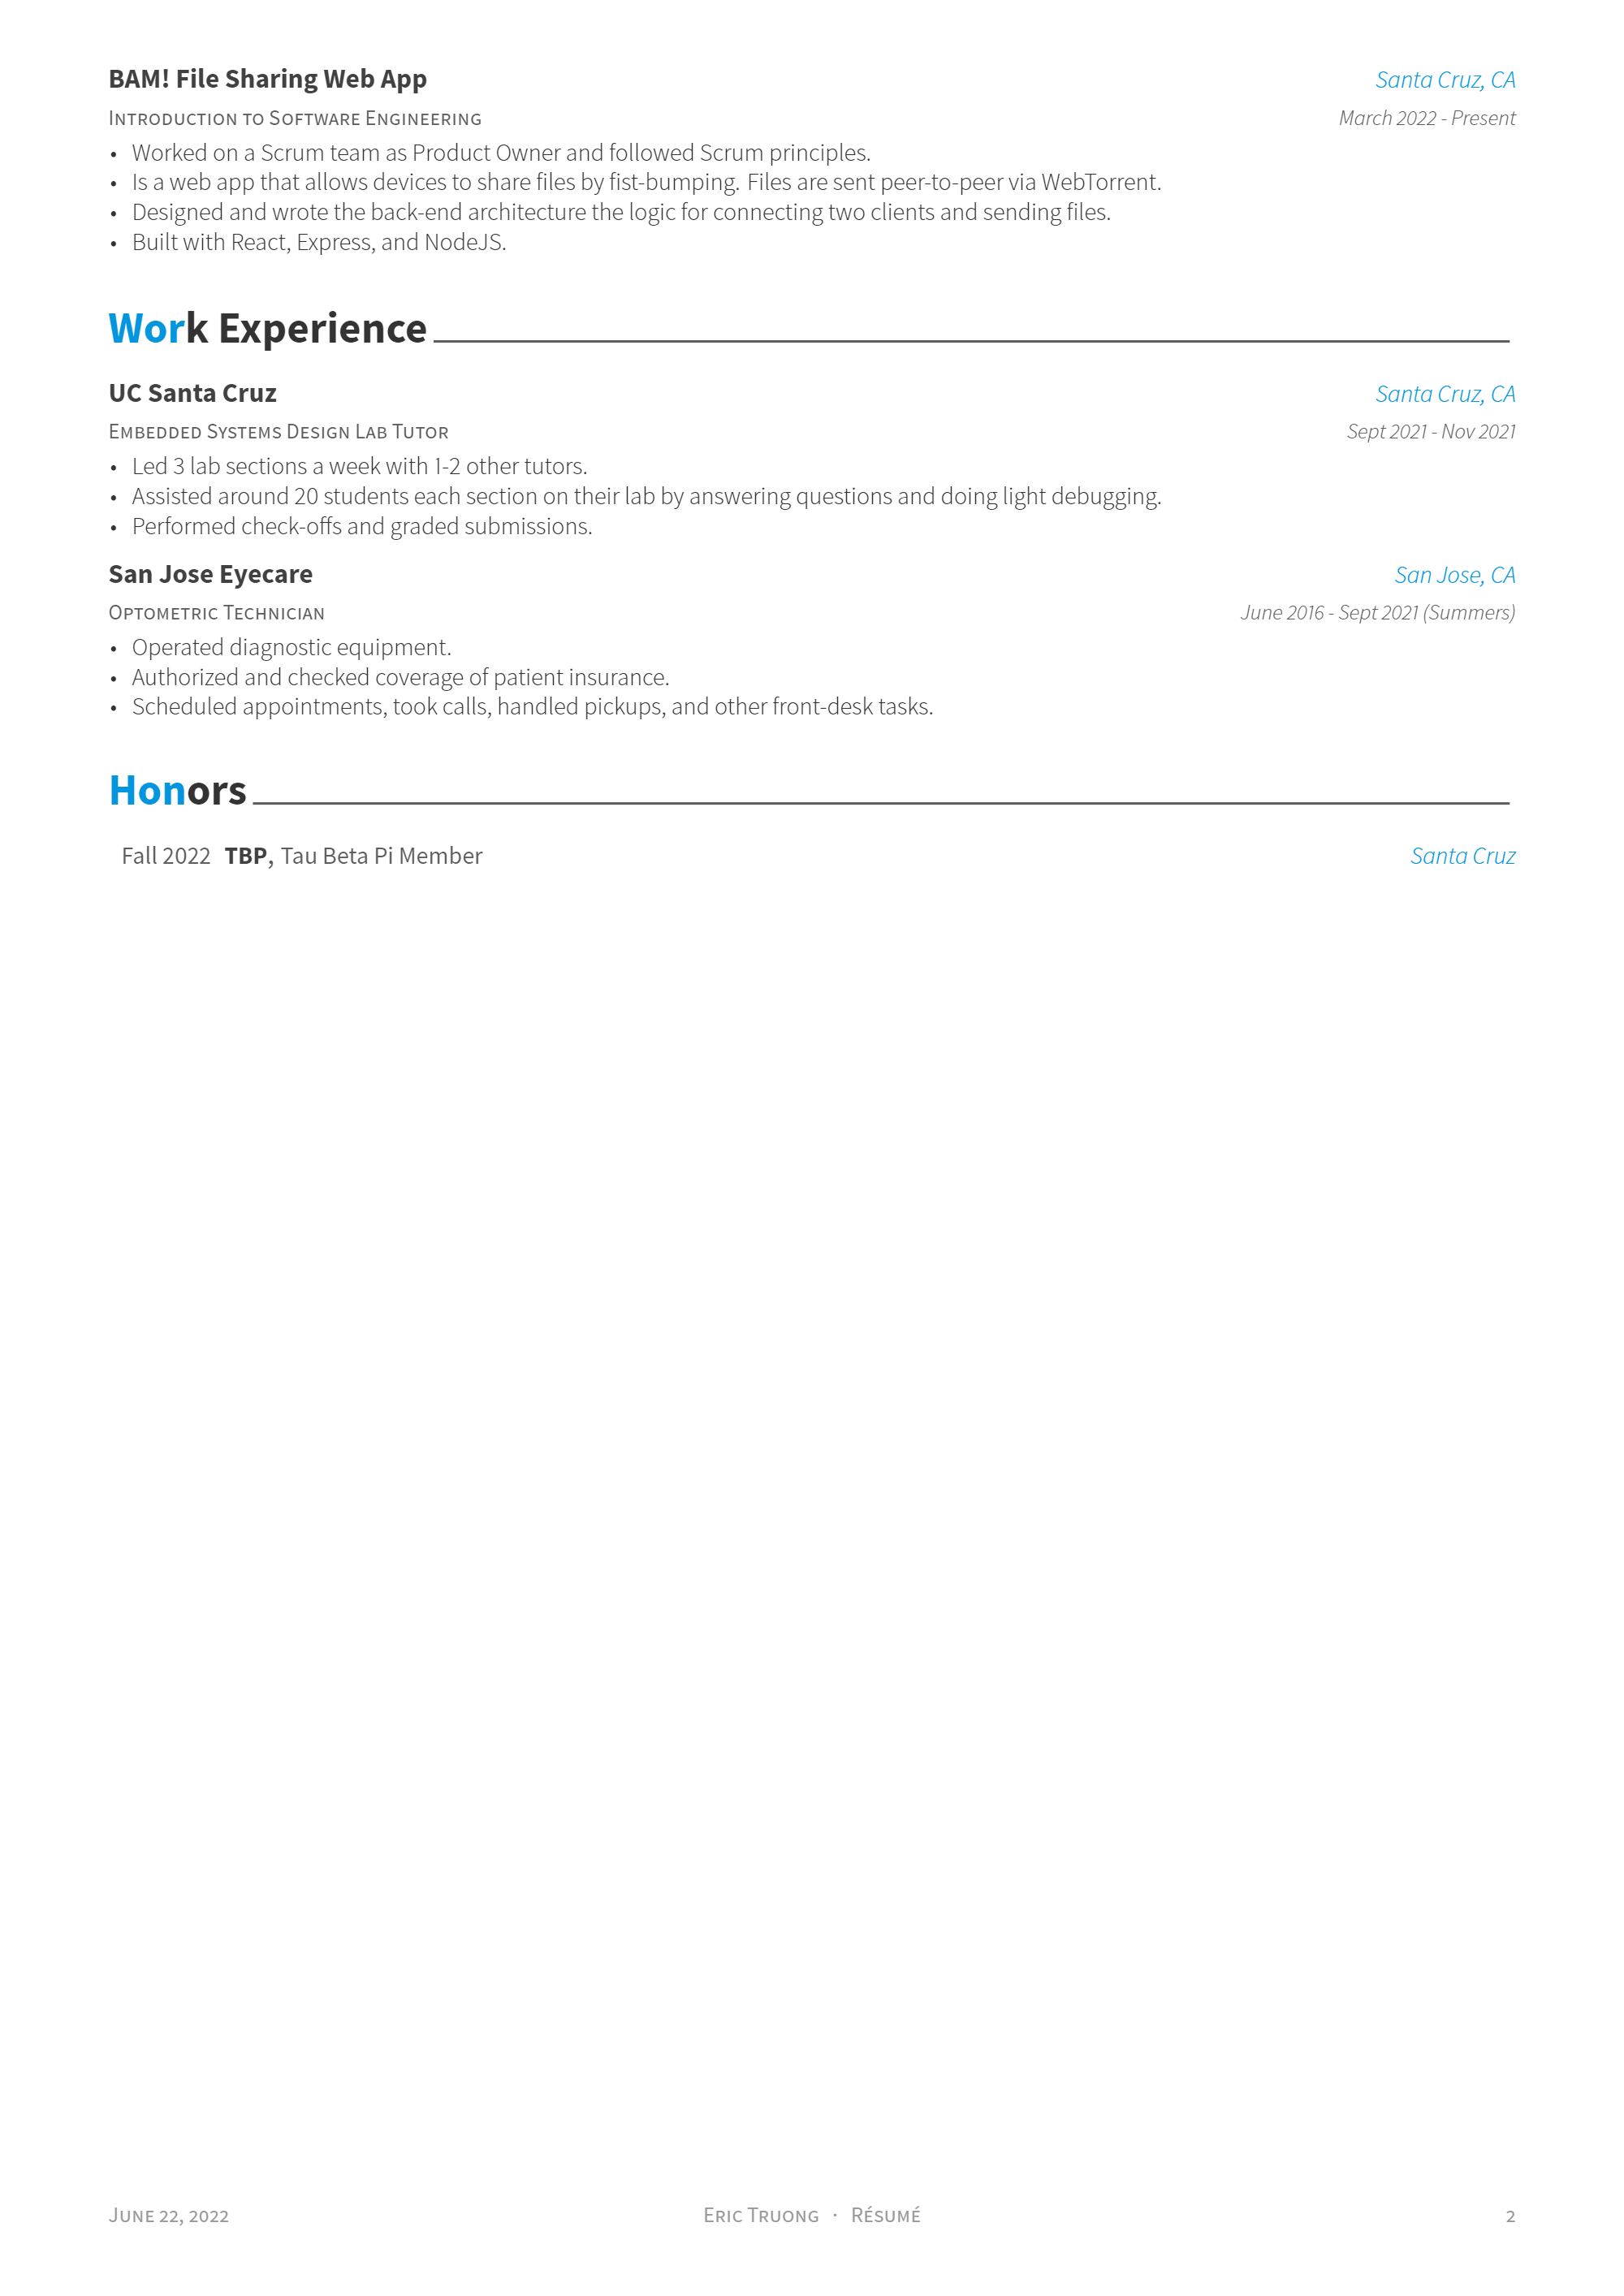 BAM! File Sharing Web App Santa Cruz, CA
Introduction to Software Engineering March 2022 - Present
• Worked on a Scrum team as Product Owner and followed Scrum principles.
• Is a web app that allows devices to share files by fist-bumping. Files are sent peer-to-peer via WebTorrent.
• Designed and wrote the back-end architecture the logic for connecting two clients and sending files.
• Built with React, Express, and NodeJS.
Work Experience
UC Santa Cruz Santa Cruz, CA
Embedded Systems Design Lab Tutor Sept 2021 - Nov 2021
• Led 3 lab sections a week with 1-2 other tutors.
• Assisted around 20 students each section on their lab by answering questions and doing light debugging.
• Performed check-offs and graded submissions.
San Jose Eyecare San Jose, CA
Optometric Technician June 2016 - Sept 2021 (Summers)
• Operated diagnostic equipment.
• Authorized and checked coverage of patient insurance.
• Scheduled appointments, took calls, handled pickups, and other front-desk tasks.
Honors
Fall 2022 TBP, Tau Beta Pi Member Santa Cruz
June 22, 2022 Eric Truong · Résumé 2